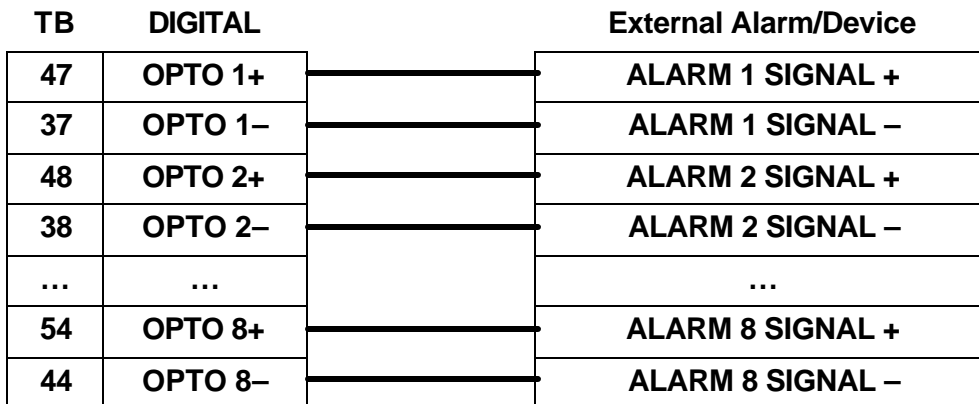 TB DIGITAL External Alarm/Device
47 OPTO 1+ ALARM 1 SIGNAL +
37 OPTO 1– ALARM 1 SIGNAL –
48 OPTO 2+ ALARM 2 SIGNAL +
38 OPTO 2– ALARM 2 SIGNAL –
… … …
54 OPTO 8+ ALARM 8 SIGNAL +
44 OPTO 8– ALARM 8 SIGNAL –